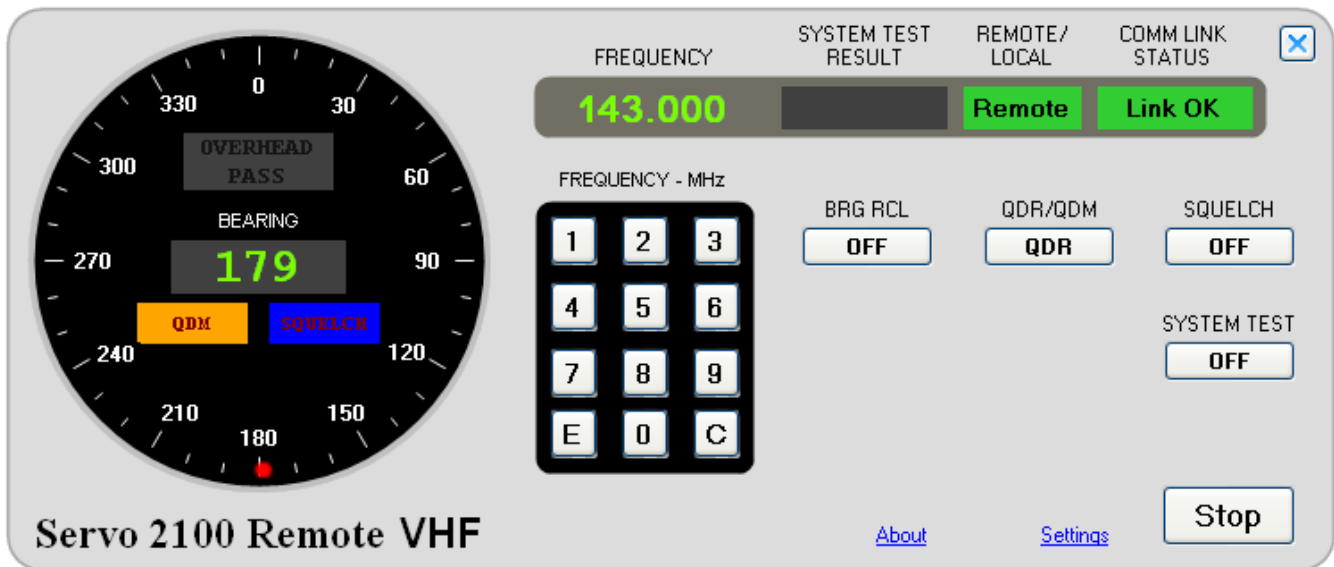 FREQUENCY
SYSTEM TEST
RESULT
REMOTE/
LOCAL
COMM LINK
STATUS
143.000
Remote
Link OK
0
30
60
90
120
150
180
210
240
270
300
330
OVERHEAD
PASS
BEARING
179
QDM
SQUELCH
FREQUENCY - MHz
1 2 3
4 5 6
7 8 9
E 0 C
BRG RCL
OFF
QDR/QDM
QDR
SQUELCH
OFF
SYSTEM TEST
OFF
Servo 2100 Remote VHF
About
Settings
Stop